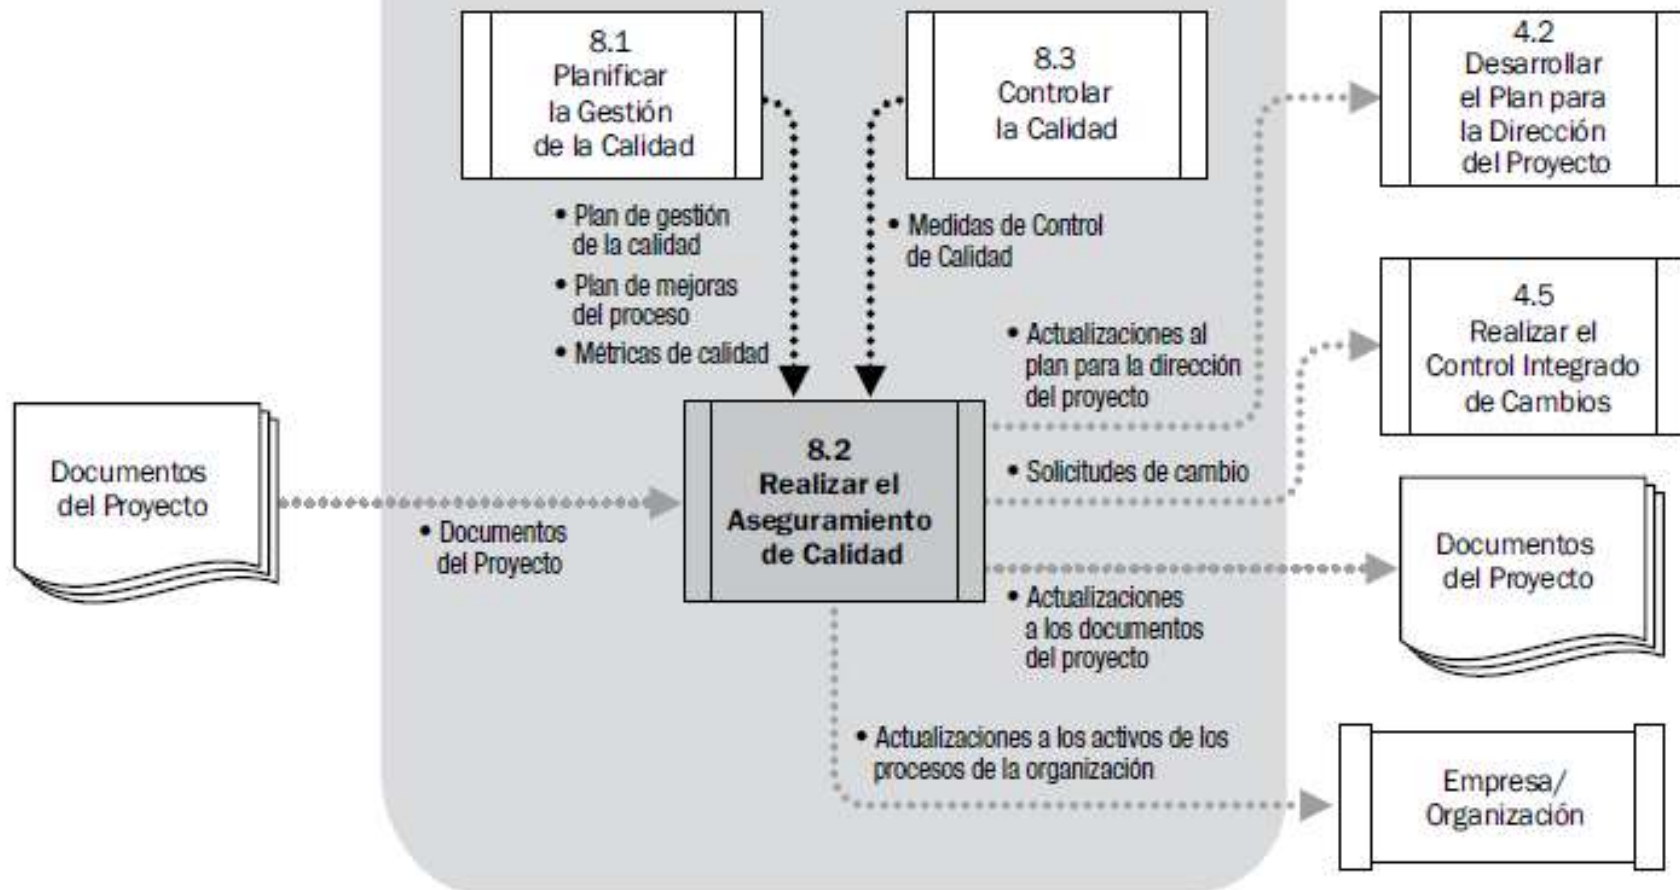 8.1
Planificar
la Gestión
de la Calidad
8.3
Controlar
la Calidad
4.2
Desarrollar
el Plan para
la Dirección
del Proyecto
• Plan de gestión
de la calidad
• Plan de mejoras
del proceso
• Métricas de calidad
• Medidas de Control
de Calidad
• Actualizaciones al
plan para la dirección
del proyecto
4.5
Realizar el
Control Integrado
de Cambios
Documentos
del Proyecto
• Documentos
del Proyecto
8.2
Realizar el
Aseguramiento
de Calidad
• Solicitudes de cambio
Documentos
del Proyecto
• Actualizaciones
a los documentos
del proyecto
• Actualizaciones a los activos de los
procesos de la organización
Empresa/
Organización